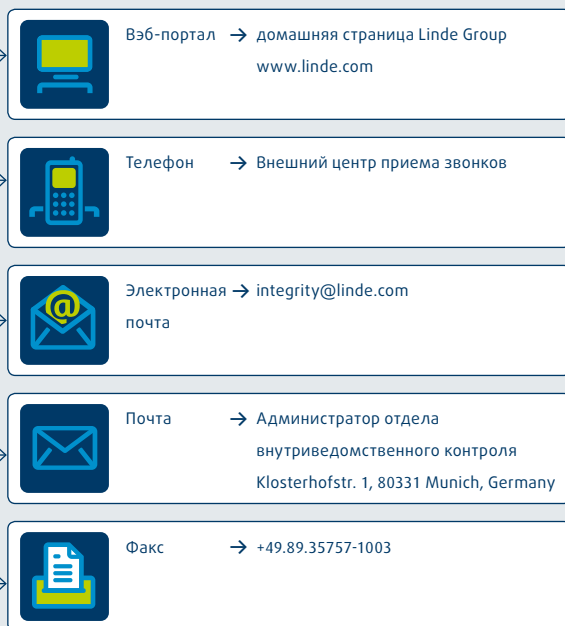 Вэб-портал → домашняя страница Linde Group
www.linde.com
Телефон → Внешний центр приема звонков
Электронная → integrity@linde.com
почта
Почта → Администратор отдела
внутриведомственного контроля
Klosterhofstr. 1, 80331 Munich, Germany
Факс → +49.89.35757-1003